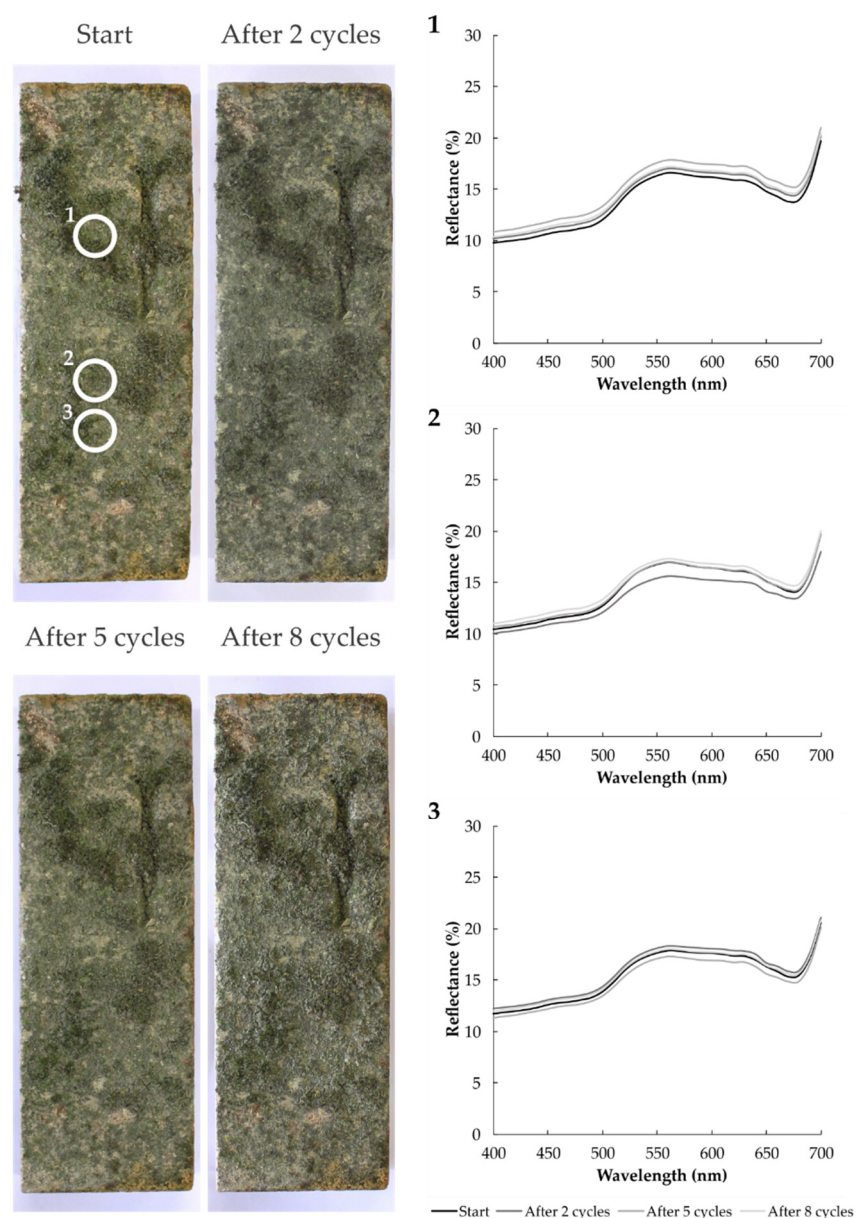 Start
After 2 cycles
1
2
3
After 5 cycles
After 8 cycles
1
Reflectance (%)
30
25
20
15
10
5
0
400 450 500 550 600 650 700
Wavelength (nm)
2
Reflectance (%)
30
25
20
15
10
5
0
400 450 500 550 600 650 700
Wavelength (nm)
3
Reflectance (%)
30
25
20
15
10
5
0
400 450 500 550 600 650 700
Wavelength (nm)
Start After 2 cycles After 5 cycles After 8 cycles